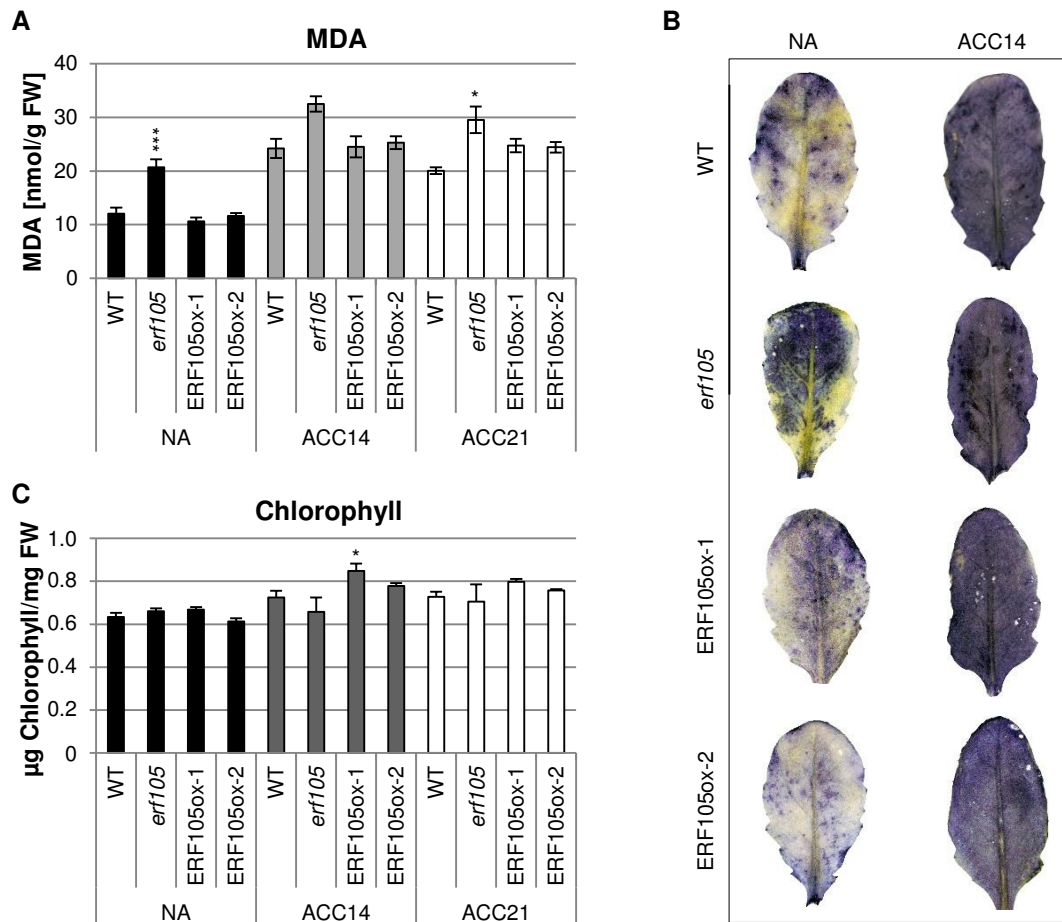 A
MDA
MDA [nmol/g FW]
40
30
20
10
0
***
*
WT
erf105
ERF105ox-1
ERF105ox-2
WT
erf105
ERF105ox-1
ERF105ox-2
WT
erf105
ERF105ox-1
ERF105ox-2
NA
ACC14
ACC21
B
NA
ACC14
WT
erf105
ERF105ox-1
ERF105ox-2
C
Chlorophyll
µg Chlorophyll/mg FW
1.0
0.8
0.6
0.4
0.2
0
*
WT
erf105
ERF105ox-1
ERF105ox-2
WT
erf105
ERF105ox-1
ERF105ox-2
WT
erf105
ERF105ox-1
ERF105ox-2
NA
ACC14
ACC21